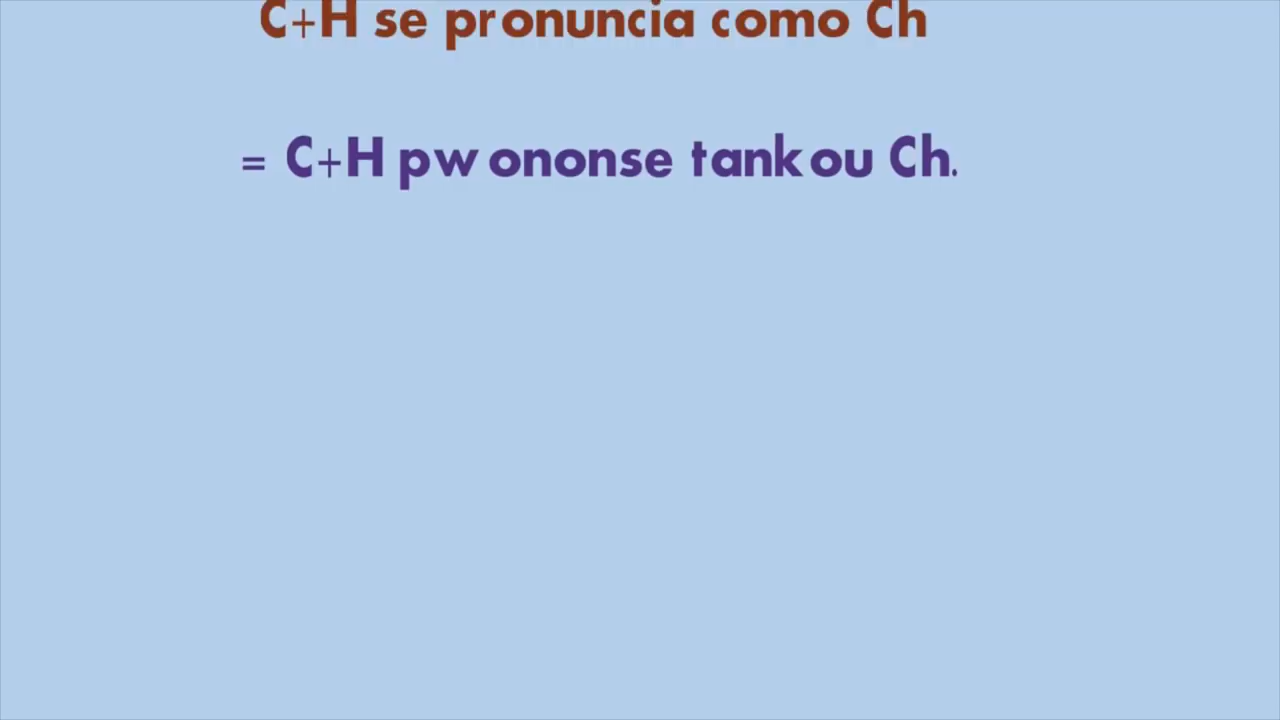 C+H se pronuncia como Ch
= C+H pwononse tankou Ch.